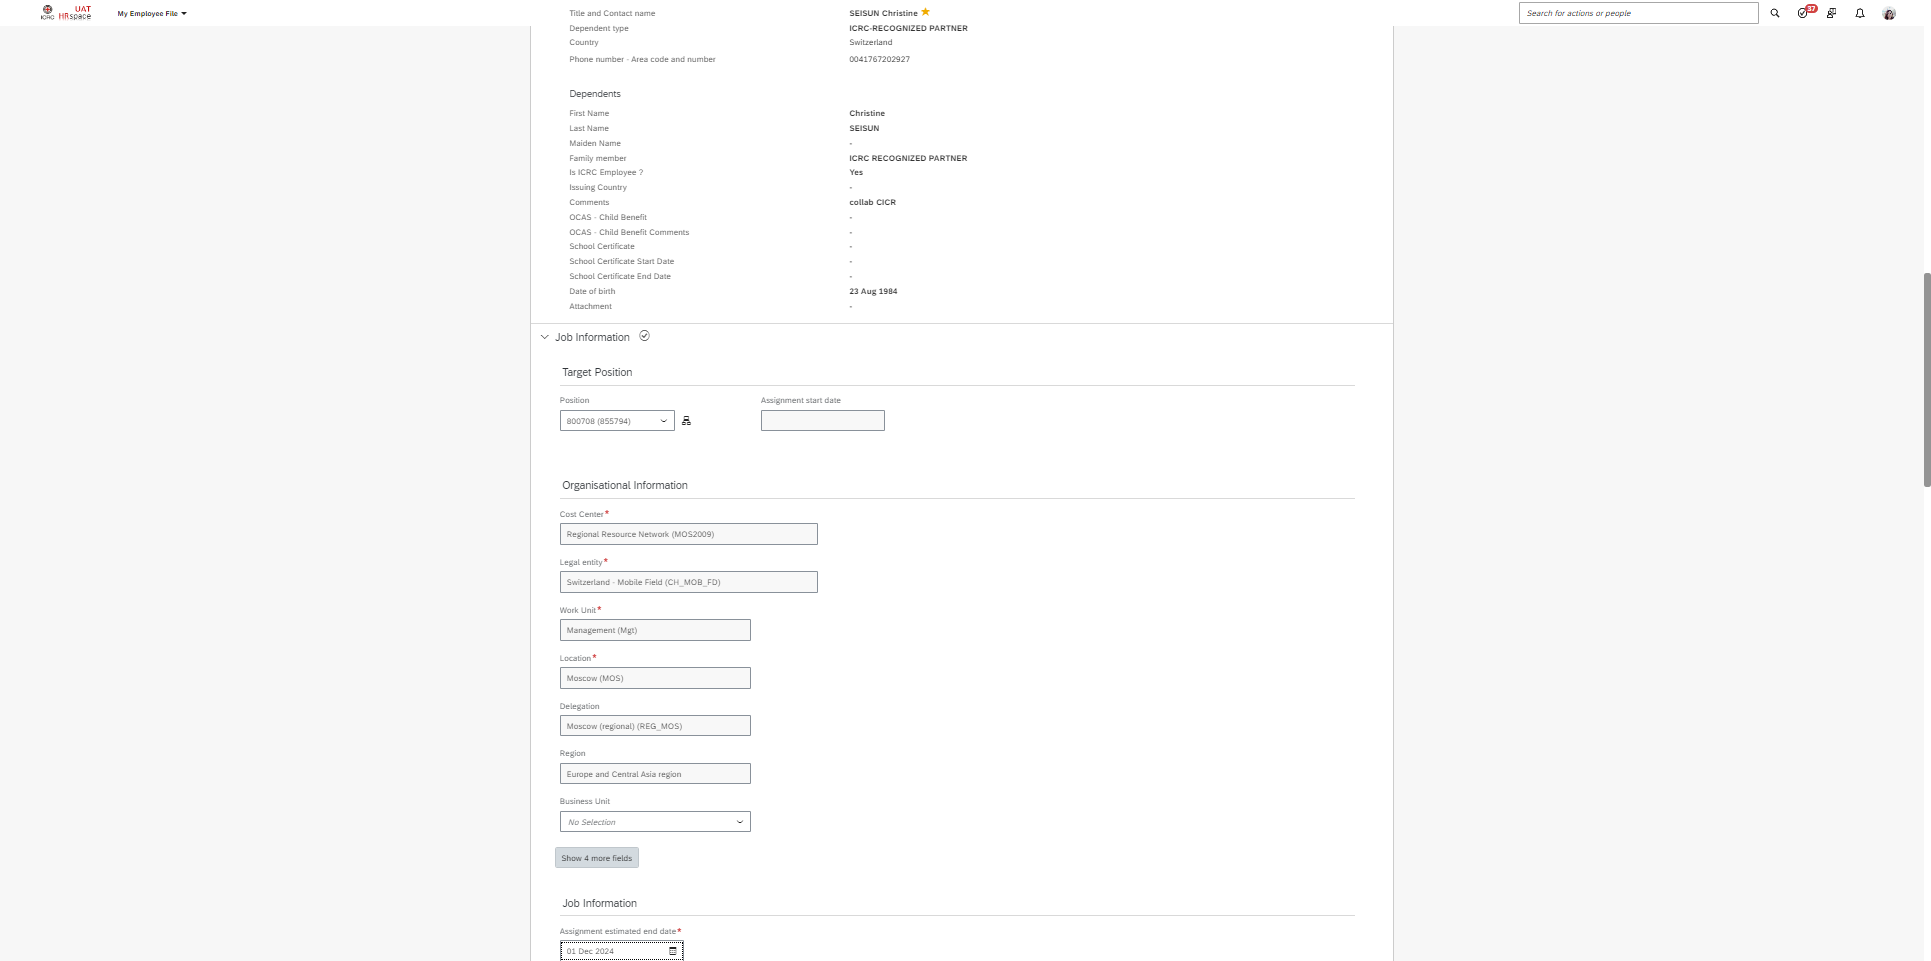 ICRC UAT HRspace
My Employee File
Search for actions or people
37
Title and Contact name SEISUN Christine
Dependent type ICRC-RECOGNIZED PARTNER
Country Switzerland
Phone number - Area code and number 0041767202927
Dependents
First Name Christine
Last Name SEISUN
Maiden Name -
Family member ICRC RECOGNIZED PARTNER
Is ICRC Employee ? Yes
Issuing Country -
Comments collab CICR
OCAS - Child Benefit -
OCAS - Child Benefit Comments -
School Certificate -
School Certificate Start Date -
School Certificate End Date -
Date of birth 23 Aug 1984
Attachment -
Job Information
Target Position
Position Assignment start date
800708 (855794)
Organisational Information
Cost Center*
Regional Resource Network (MOS2009)
Legal entity*
Switzerland - Mobile Field (CH_MOB_FD)
Work Unit*
Management (Mgt)
Location*
Moscow (MOS)
Delegation
Moscow (regional) (REG_MOS)
Region
Europe and Central Asia region
Business Unit
No Selection
Show 4 more fields
Job Information
Assignment estimated end date*
01 Dec 2024